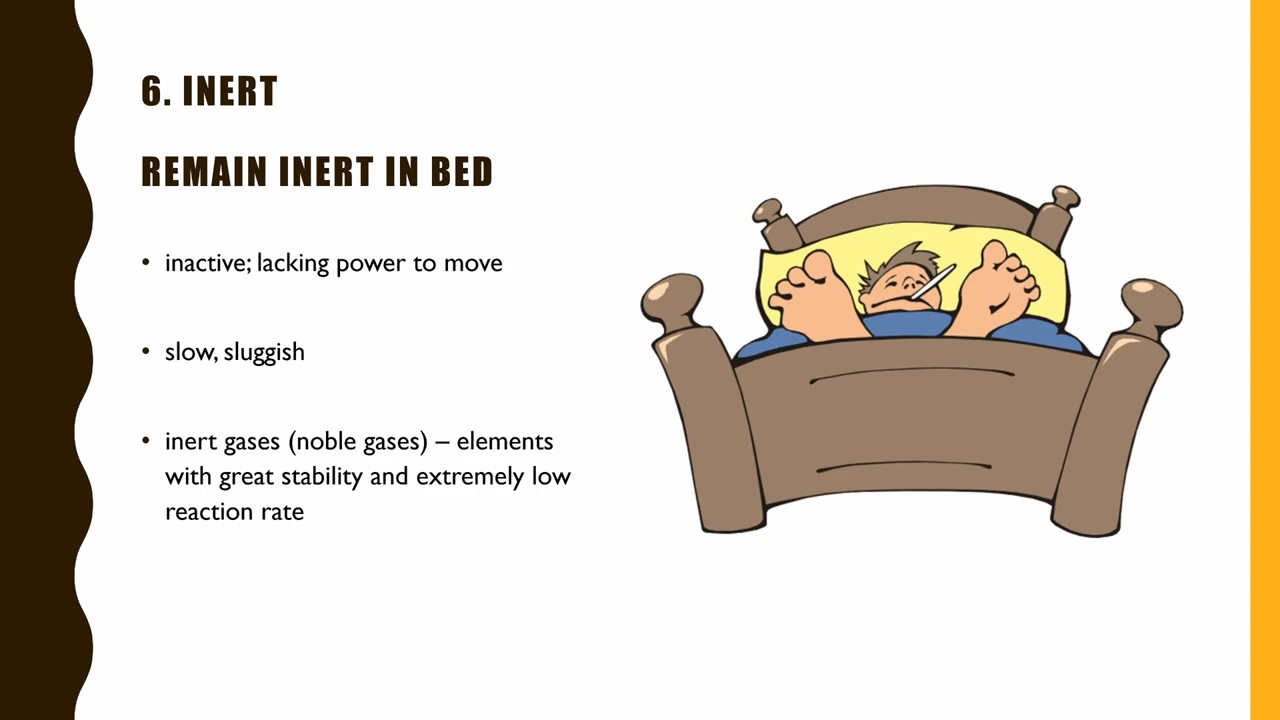 6. INERT
REMAIN INERT IN BED
• inactive; lacking power to move
• slow, sluggish
• inert gases (noble gases) – elements
with great stability and extremely low
reaction rate